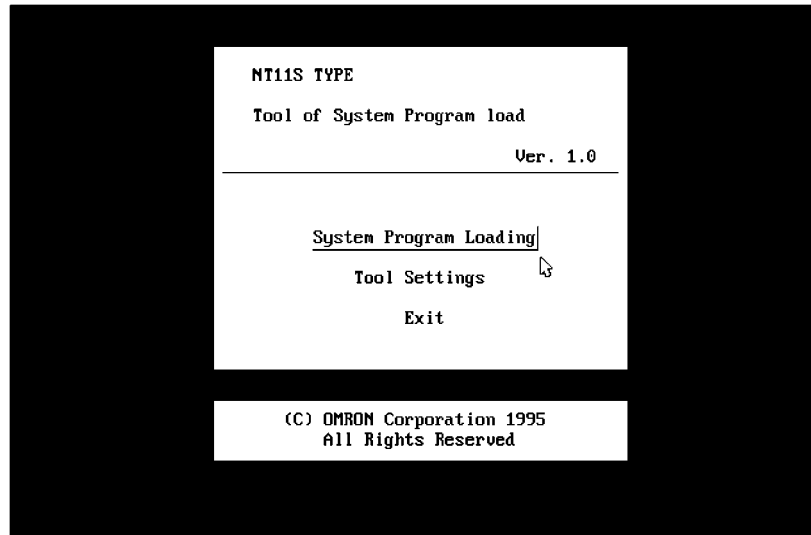 NT11S TYPE
Tool of System Program load
Ver. 1.0
System Program Loading
Tool Settings
Exit
(C) OMRON Corporation 1995
All Rights Reserved